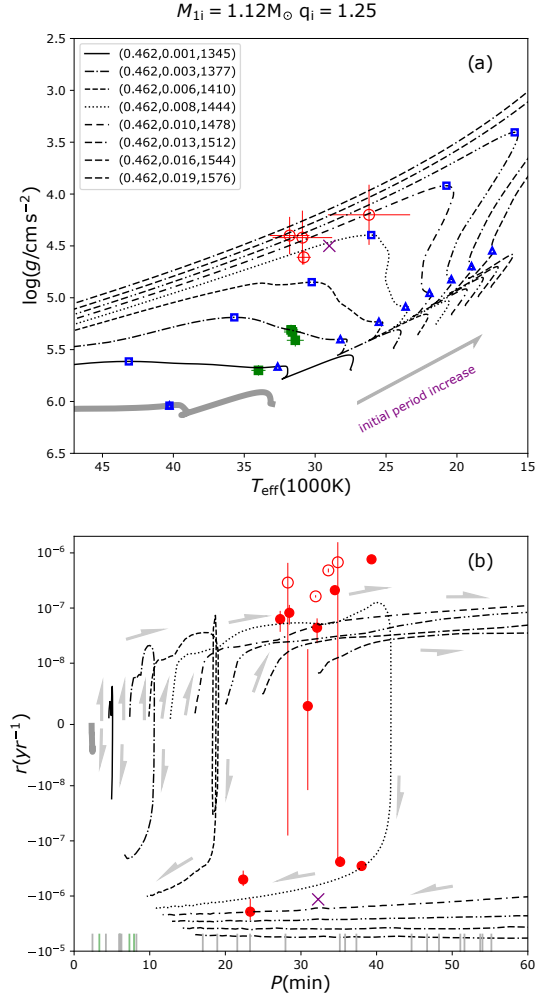 M₁ᵢ = 1.12M☉ qᵢ = 1.25
(a)
(0.462,0.001,1345)
(0.462,0.003,1377)
(0.462,0.006,1410)
(0.462,0.008,1444)
(0.462,0.010,1478)
(0.462,0.013,1512)
(0.462,0.016,1544)
(0.462,0.019,1576)
2.5
3.0
3.5
4.0
4.5
5.0
5.5
6.0
6.5
log(g/cm s⁻²)
initial period increase
45 40 35 30 25 20 15
T_eff(1000K)
(b)
10⁻⁶
10⁻⁷
10⁻⁸
0
−10⁻⁸
−10⁻⁷
−10⁻⁶
−10⁻⁵
r(yr⁻¹)
0 10 20 30 40 50 60
P(min)